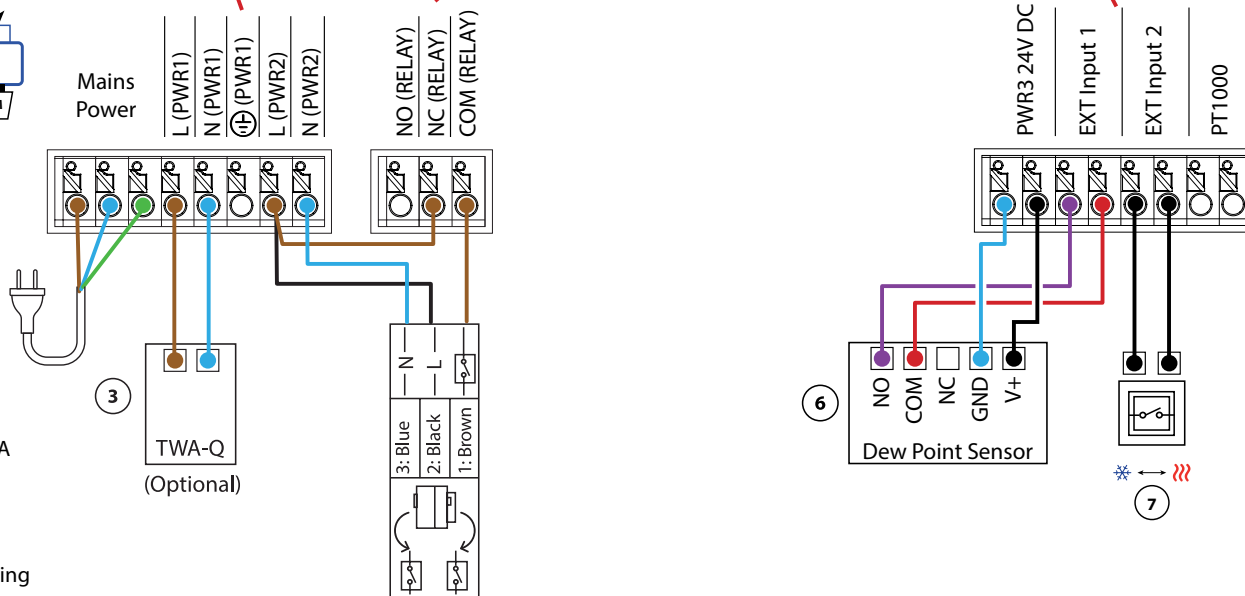 Mains
Power
L (PWR1)
N (PWR1)
(PWR1)
L (PWR2)
N (PWR2)
NO (RELAY)
NC (RELAY)
COM (RELAY)
PWR3 24V DC
EXT Input 1
EXT Input 2
PT1000
3
TWA-Q
(Optional)
N
L
3: Blue
2: Black
1: Brown
6
NO
COM
NC
GND
V+
Dew Point Sensor
7
A
ing